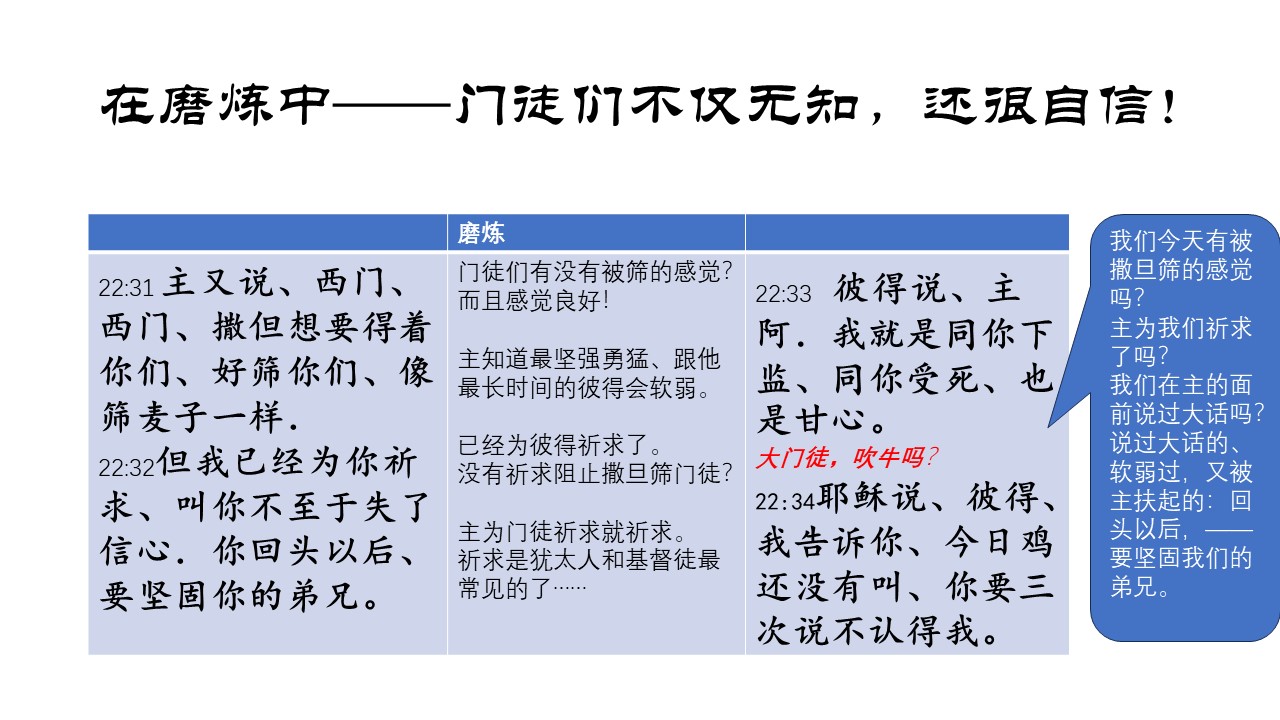 在磨炼中——门徒们不仅无知，还很自信！
磨炼
22:31 主又说、西门、
西门、撒但想要得着
你们、好筛你们、像
筛麦子一样．
22:32但我已经为你祈
求、叫你不至于失了
信心．你回头以后、
要坚固你的弟兄。
门徒们有没有被筛的感觉？
而且感觉良好！
主知道最坚强勇猛、跟他
最长时间的彼得会软弱。
已经为彼得祈求了。
没有祈求阻止撒旦筛门徒？
主为门徒祈求就祈求。
祈求是犹太人和基督徒最
常见的了……
22:33 彼得说、主
阿．我就是同你下
监、同你受死、也
是甘心。
大门徒，吹牛吗？
22:34耶稣说、彼得、
我告诉你、今日鸡
还没有叫、你要三
次说不认得我。
我们今天有被
撒旦筛的感觉
吗？
主为我们祈求
了吗？
我们在主的面
前说过大话吗？
说过大话的、
软弱过，又被
主扶起的：回
头以后，——
要坚固我们的
弟兄。